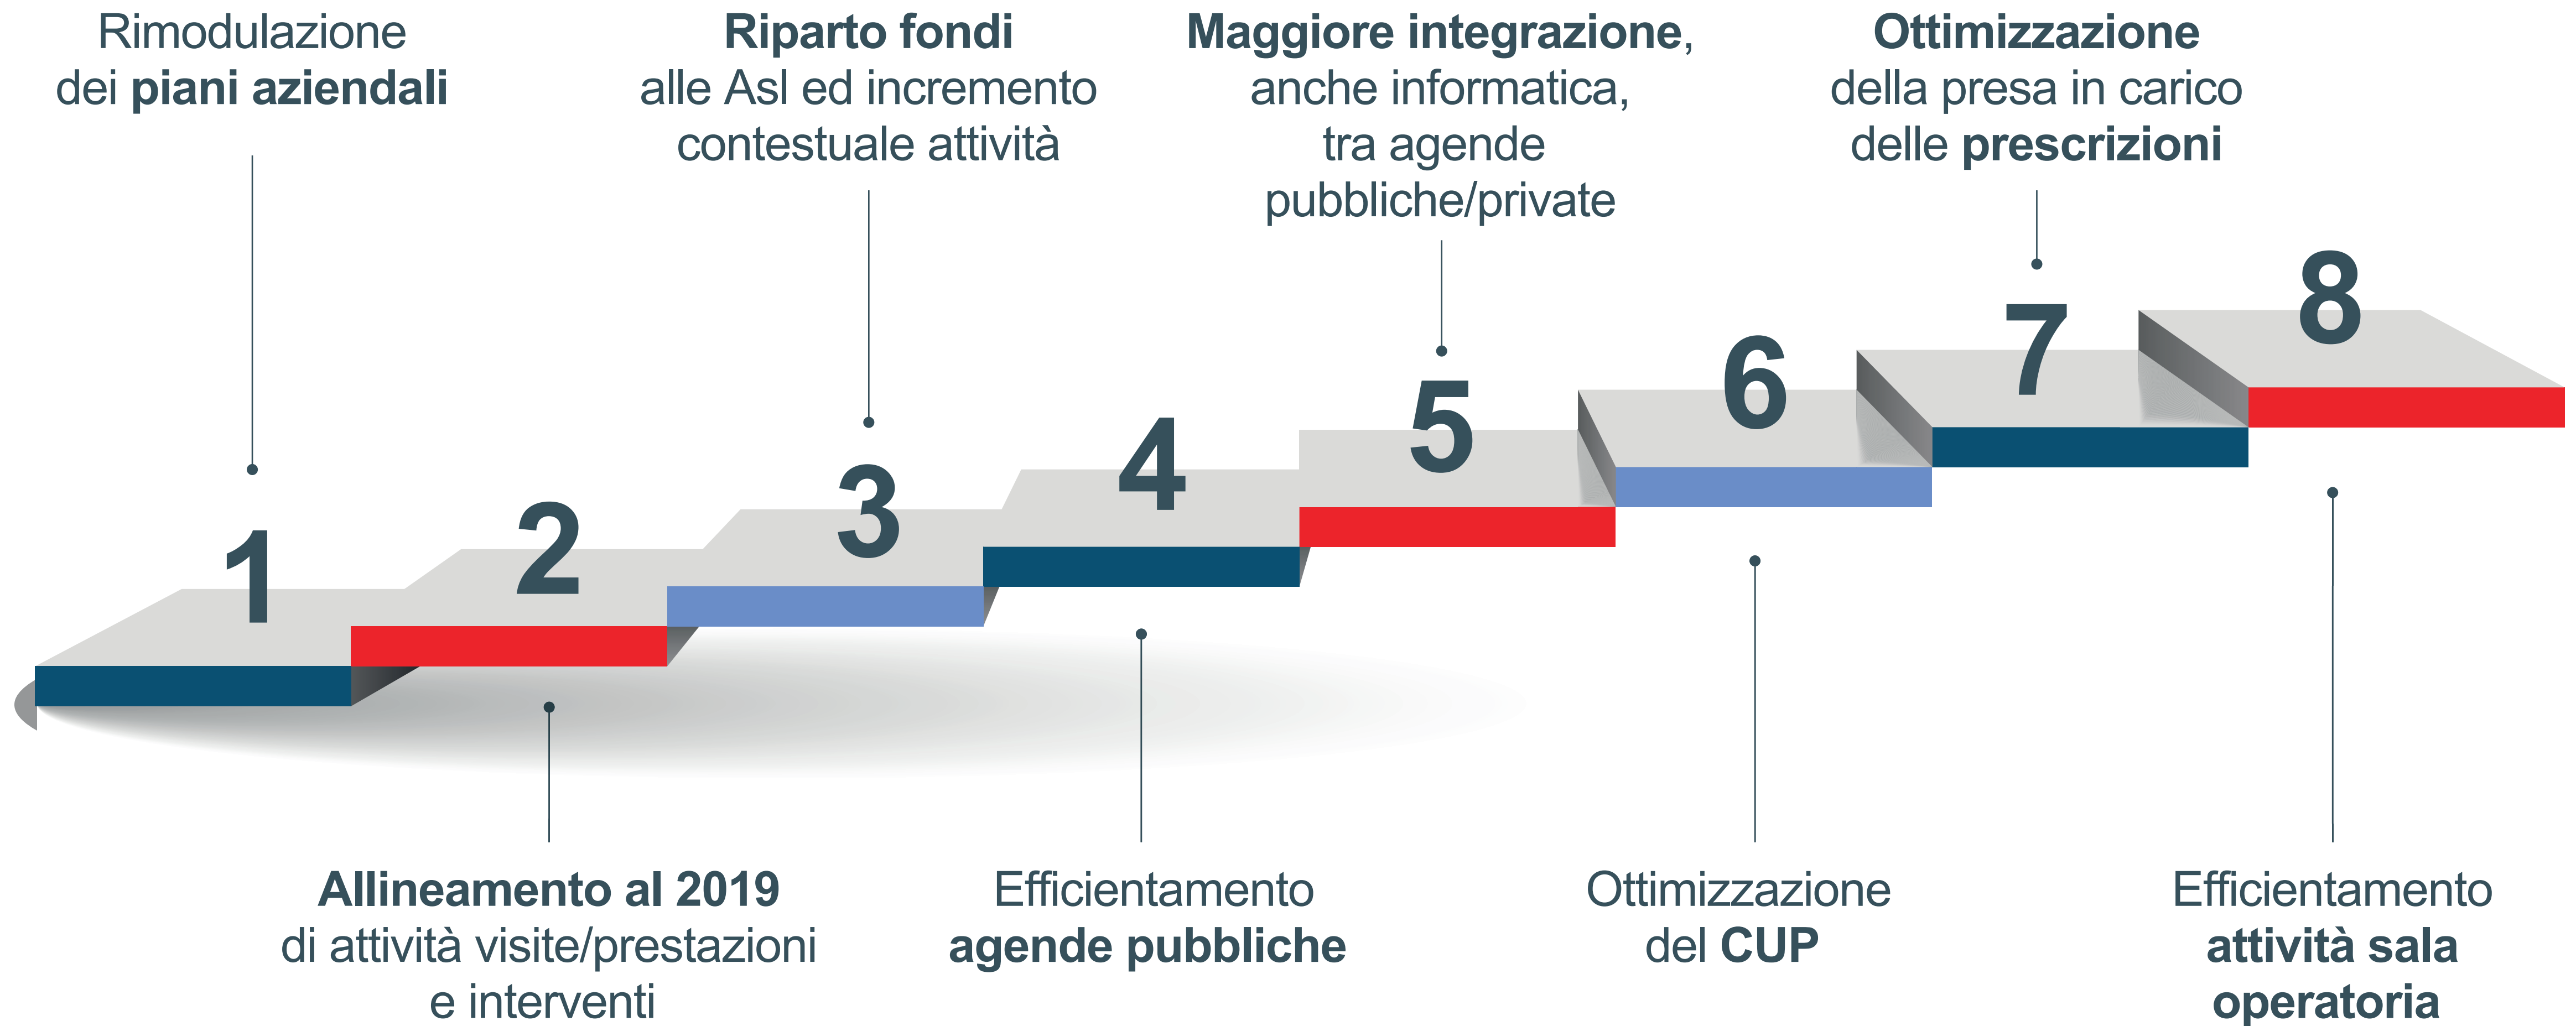 Rimodulazione
dei piani aziendali
1
Allineamento al 2019
di attività visite/prestazioni
e interventi
2
Riparto fondi
alle Asl ed incremento
contestuale attività
3
Efficientamento
agende pubbliche
4
Maggiore integrazione,
anche informatica,
tra agende
pubbliche/private
5
Ottimizzazione
del CUP
6
Ottimizzazione
della presa in carico
delle prescrizioni
7
Efficientamento
attività sala
operatoria
8